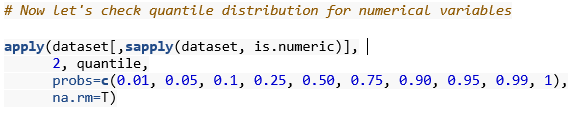 # Now let's check quantile distribution for numerical variables
apply(dataset[,sapply(dataset, is.numeric)],
2, quantile,
probs=c(0.01, 0.05, 0.1, 0.25, 0.50, 0.75, 0.90, 0.95, 0.99, 1),
na.rm=T)